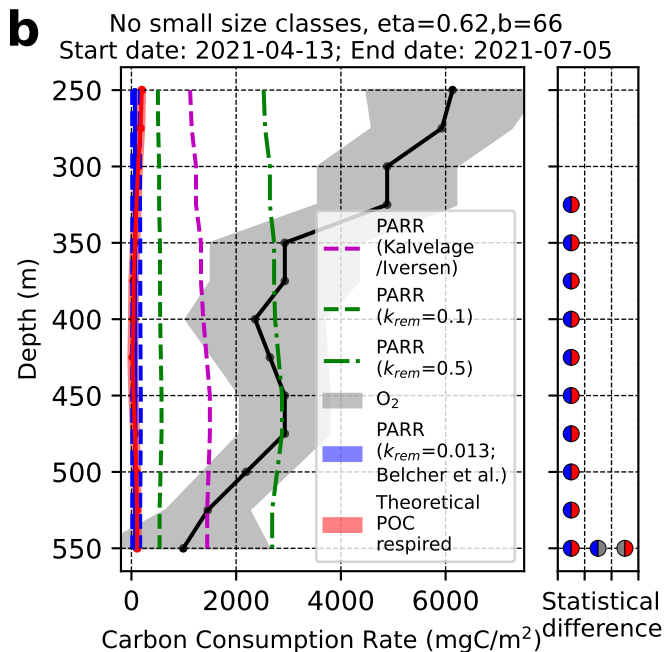 b
No small size classes, eta=0.62,b=66
Start date: 2021-04-13; End date: 2021-07-05
250
300
350
400
450
500
550
Depth (m)
PARR
(Kalvelage
/Iversen)
PARR
(k_rem=0.1)
PARR
(k_rem=0.5)
O₂
PARR
(k_rem=0.013;
Belcher et al.)
Theoretical
POC
respired
0 2000 4000 6000
Carbon Consumption Rate (mgC/m²)
Statistical
difference